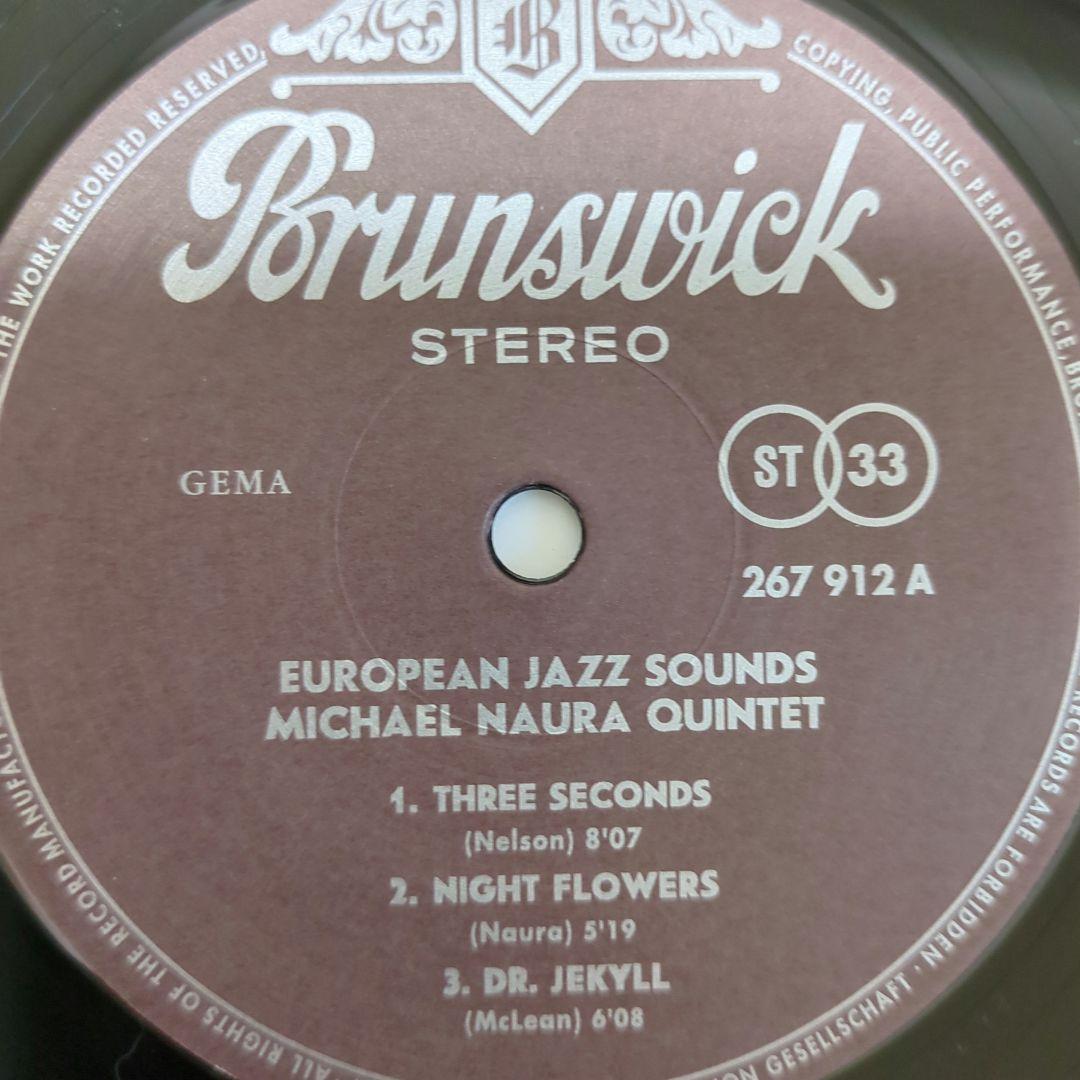 B
Brunswick
STEREO
GEMA
ST 33
267 912 A
EUROPEAN JAZZ SOUNDS
MICHAEL NAURA QUINTET
1. THREE SECONDS
(Nelson) 8'07
2. NIGHT FLOWERS
(Naura) 5'19
3. DR. JEKYLL
(McLean) 6'08
ALL RIGHTS OF THE RECORD
THE WORK RECORDED RESERVED.
COPYING, PUBLIC PERFORMANCE,
RECORDS ARE FORBIDDEN
GESELLSCHAFT ·